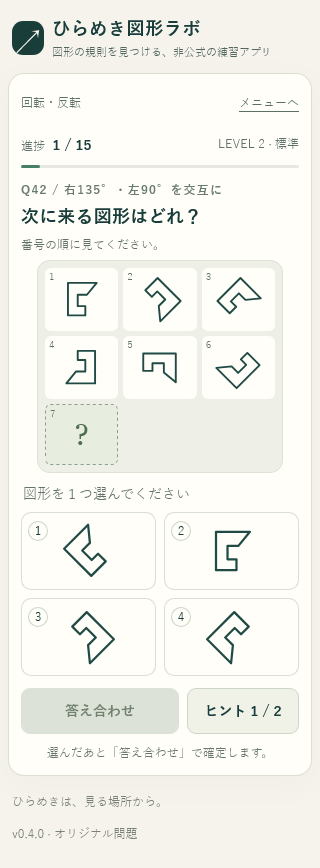 ひらめき図形ラボ
図形の規則を見つける、非公式の練習アプリ
回転・反転
メニューへ
進捗 1 / 15
LEVEL 2 · 標準
Q42 / 右135°・左90°を交互に
次に来る図形はどれ？
番号の順に見てください。
1 2 3
4 5 6
7 ?
図形を1つ選んでください
1 2
3 4
答え合わせ
ヒント 1 / 2
選んだあと「答え合わせ」で確定します。
ひらめきは、見る場所から。
v0.4.0 · オリジナル問題